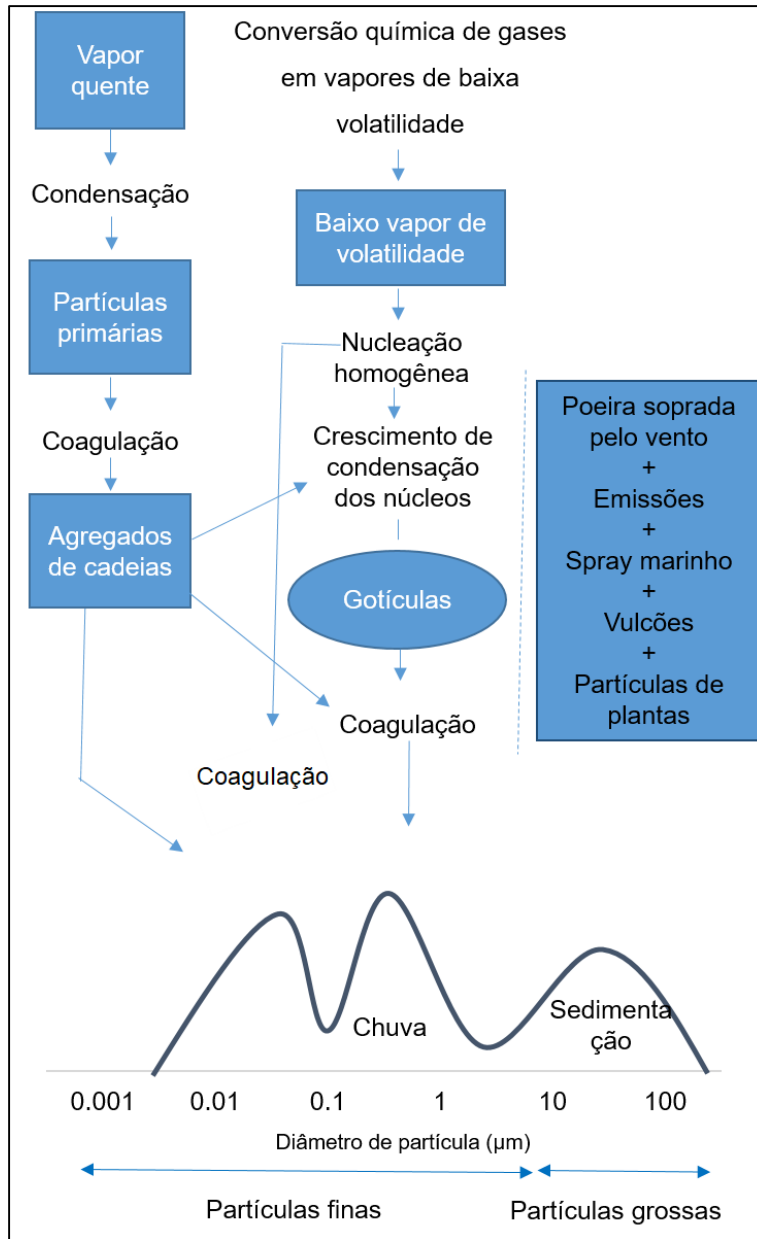 Vapor
quente
Conversão química de gases
em vapores de baixa
volatilidade
Condensação
Baixo vapor de
volatilidade
Partículas
primárias
Nucleação
homogênea
Coagulação
Crescimento de
condensação
dos núcleos
Agregados
de cadeias
Gotículas
Coagulação
Coagulação
Poeira soprada
pelo vento
+
Emissões
+
Spray marinho
+
Vulcões
+
Partículas de
plantas
Chuva
Sedimenta
ção
0.001 0.01 0.1 1 10 100
Diâmetro de partícula (µm)
Partículas finas Partículas grossas